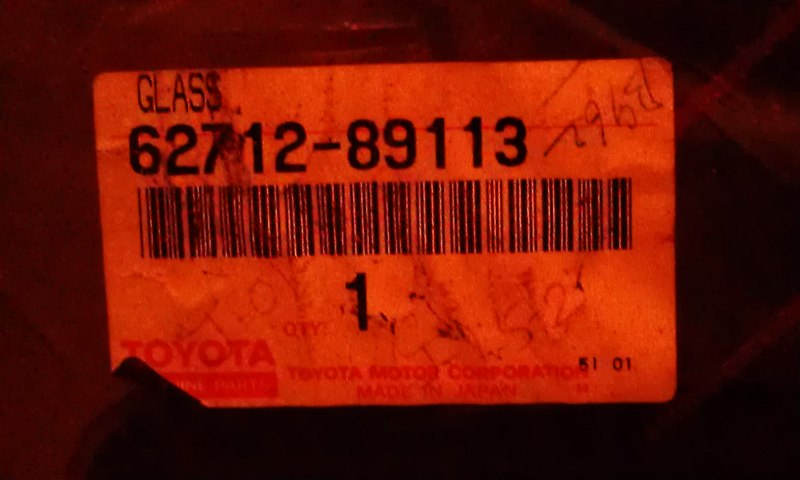 GLASS
62712-89113
QTY 1
TOYOTA
TOYOTA MOTOR CORPORATION
51 01
MADE IN JAPAN